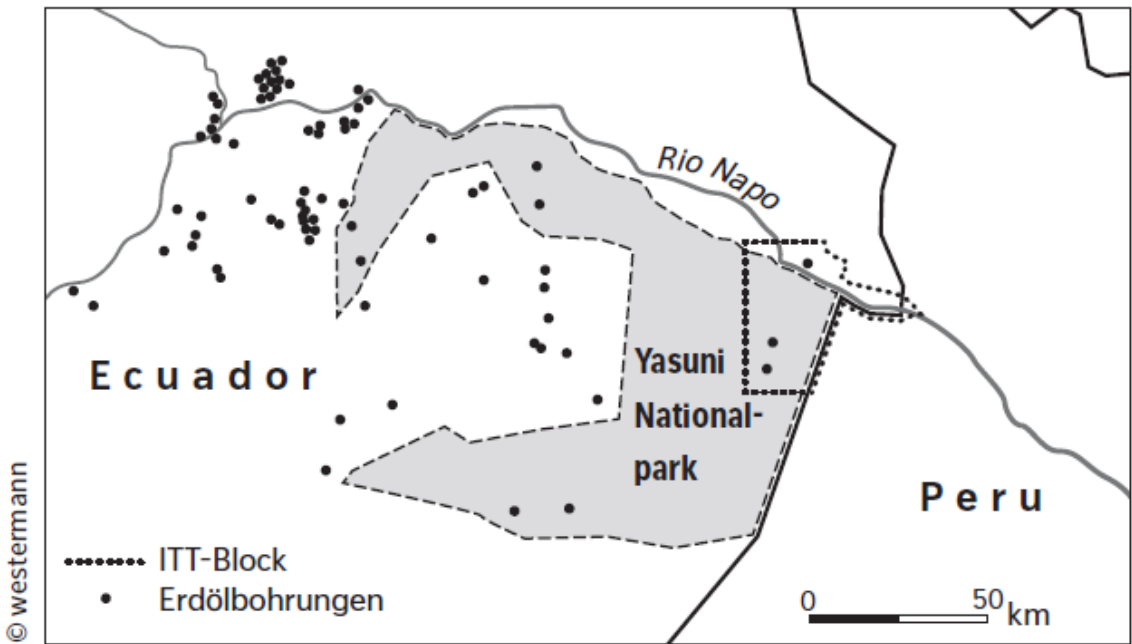 Rio Napo
Ecuador
Yasuni
National-
park
Peru
ITT-Block
Erdölbohrungen
0 50 km
© westermann